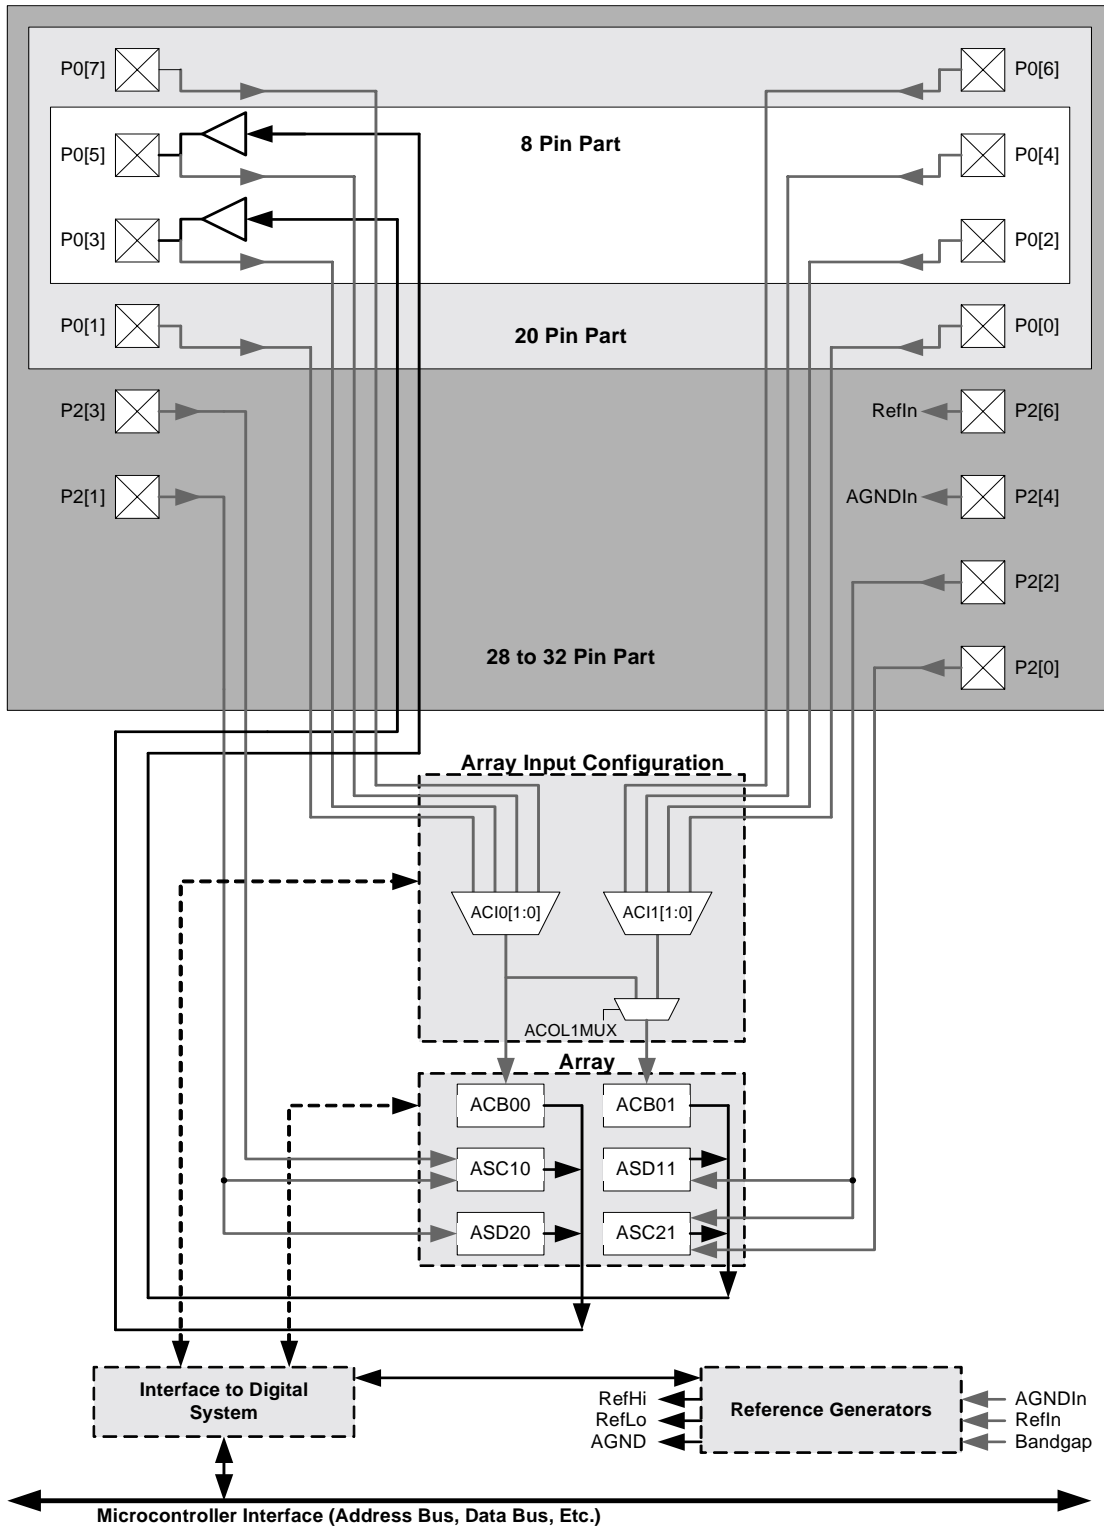 P0[7]
P0[6]
8 Pin Part
P0[5]
P0[4]
P0[3]
P0[2]
P0[1]
20 Pin Part
P0[0]
P2[3]
RefIn
P2[6]
P2[1]
AGNDIn
P2[4]
P2[2]
28 to 32 Pin Part
P2[0]
Array Input Configuration
ACI0[1:0]
ACI1[1:0]
ACOL1MUX
Array
ACB00
ACB01
ASC10
ASD11
ASD20
ASC21
Interface to Digital
System
RefHi
RefLo
AGND
Reference Generators
AGNDIn
RefIn
Bandgap
Microcontroller Interface (Address Bus, Data Bus, Etc.)